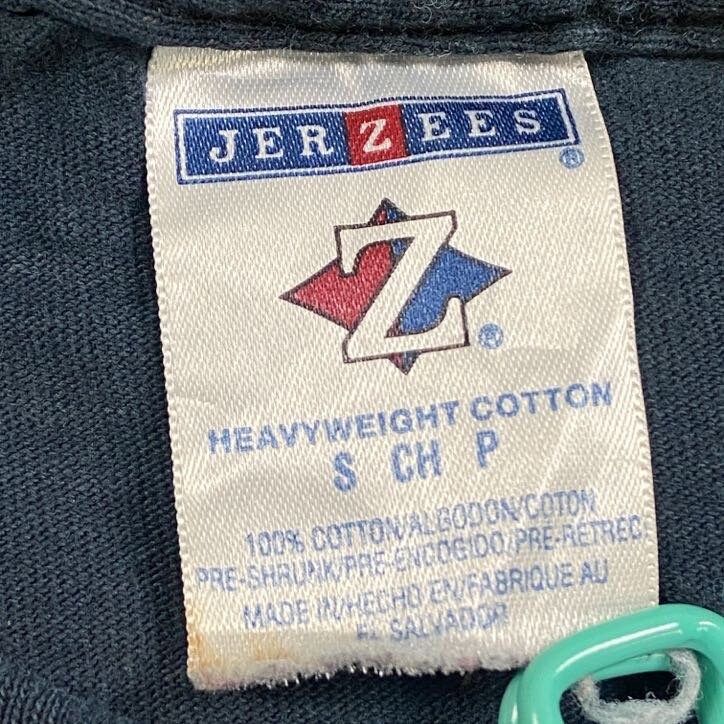 JERZEES®
Z®
HEAVYWEIGHT COTTON
S CH P
100% COTTON/ALGODON/COTON
PRE-SHRUNK/PRE-ENCOGIDO/PRE-RETREC.
MADE IN/HECHO EN/FABRIQUE AU
EL SALVADOR